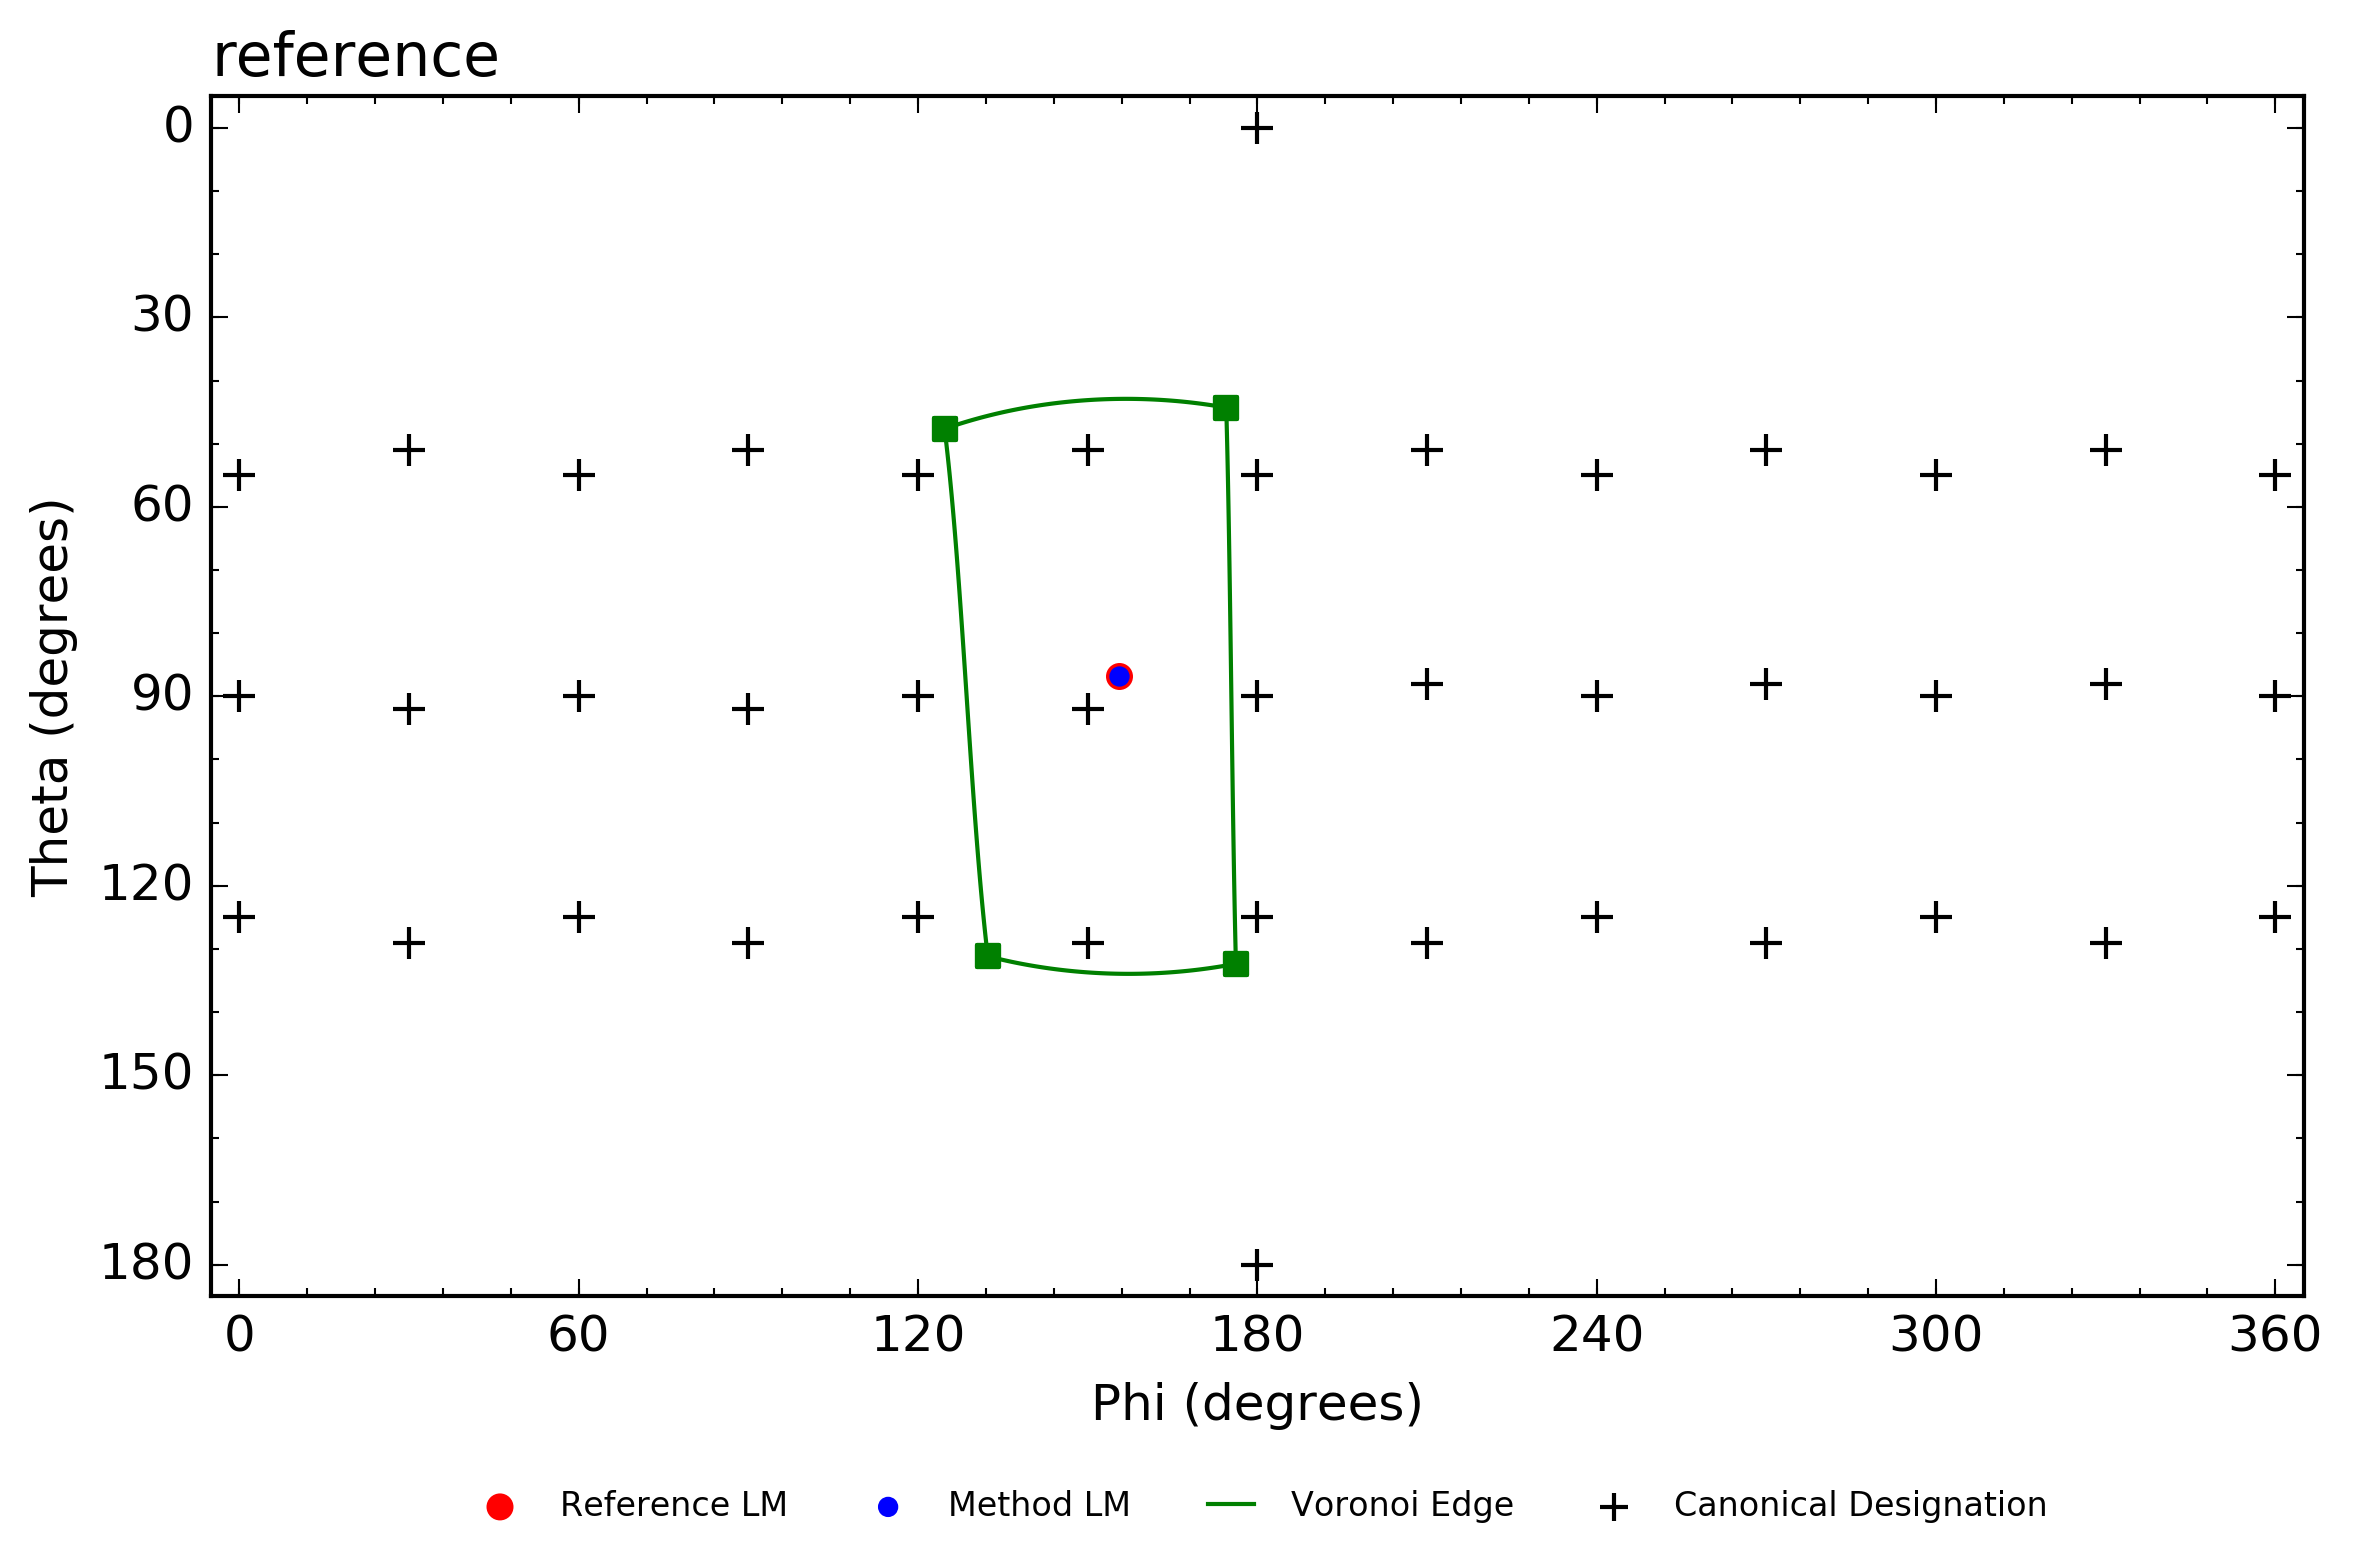 reference
0
30
60
90
120
150
180
Theta (degrees)
0 60 120 180 240 300 360
Phi (degrees)
Reference LM Method LM Voronoi Edge Canonical Designation